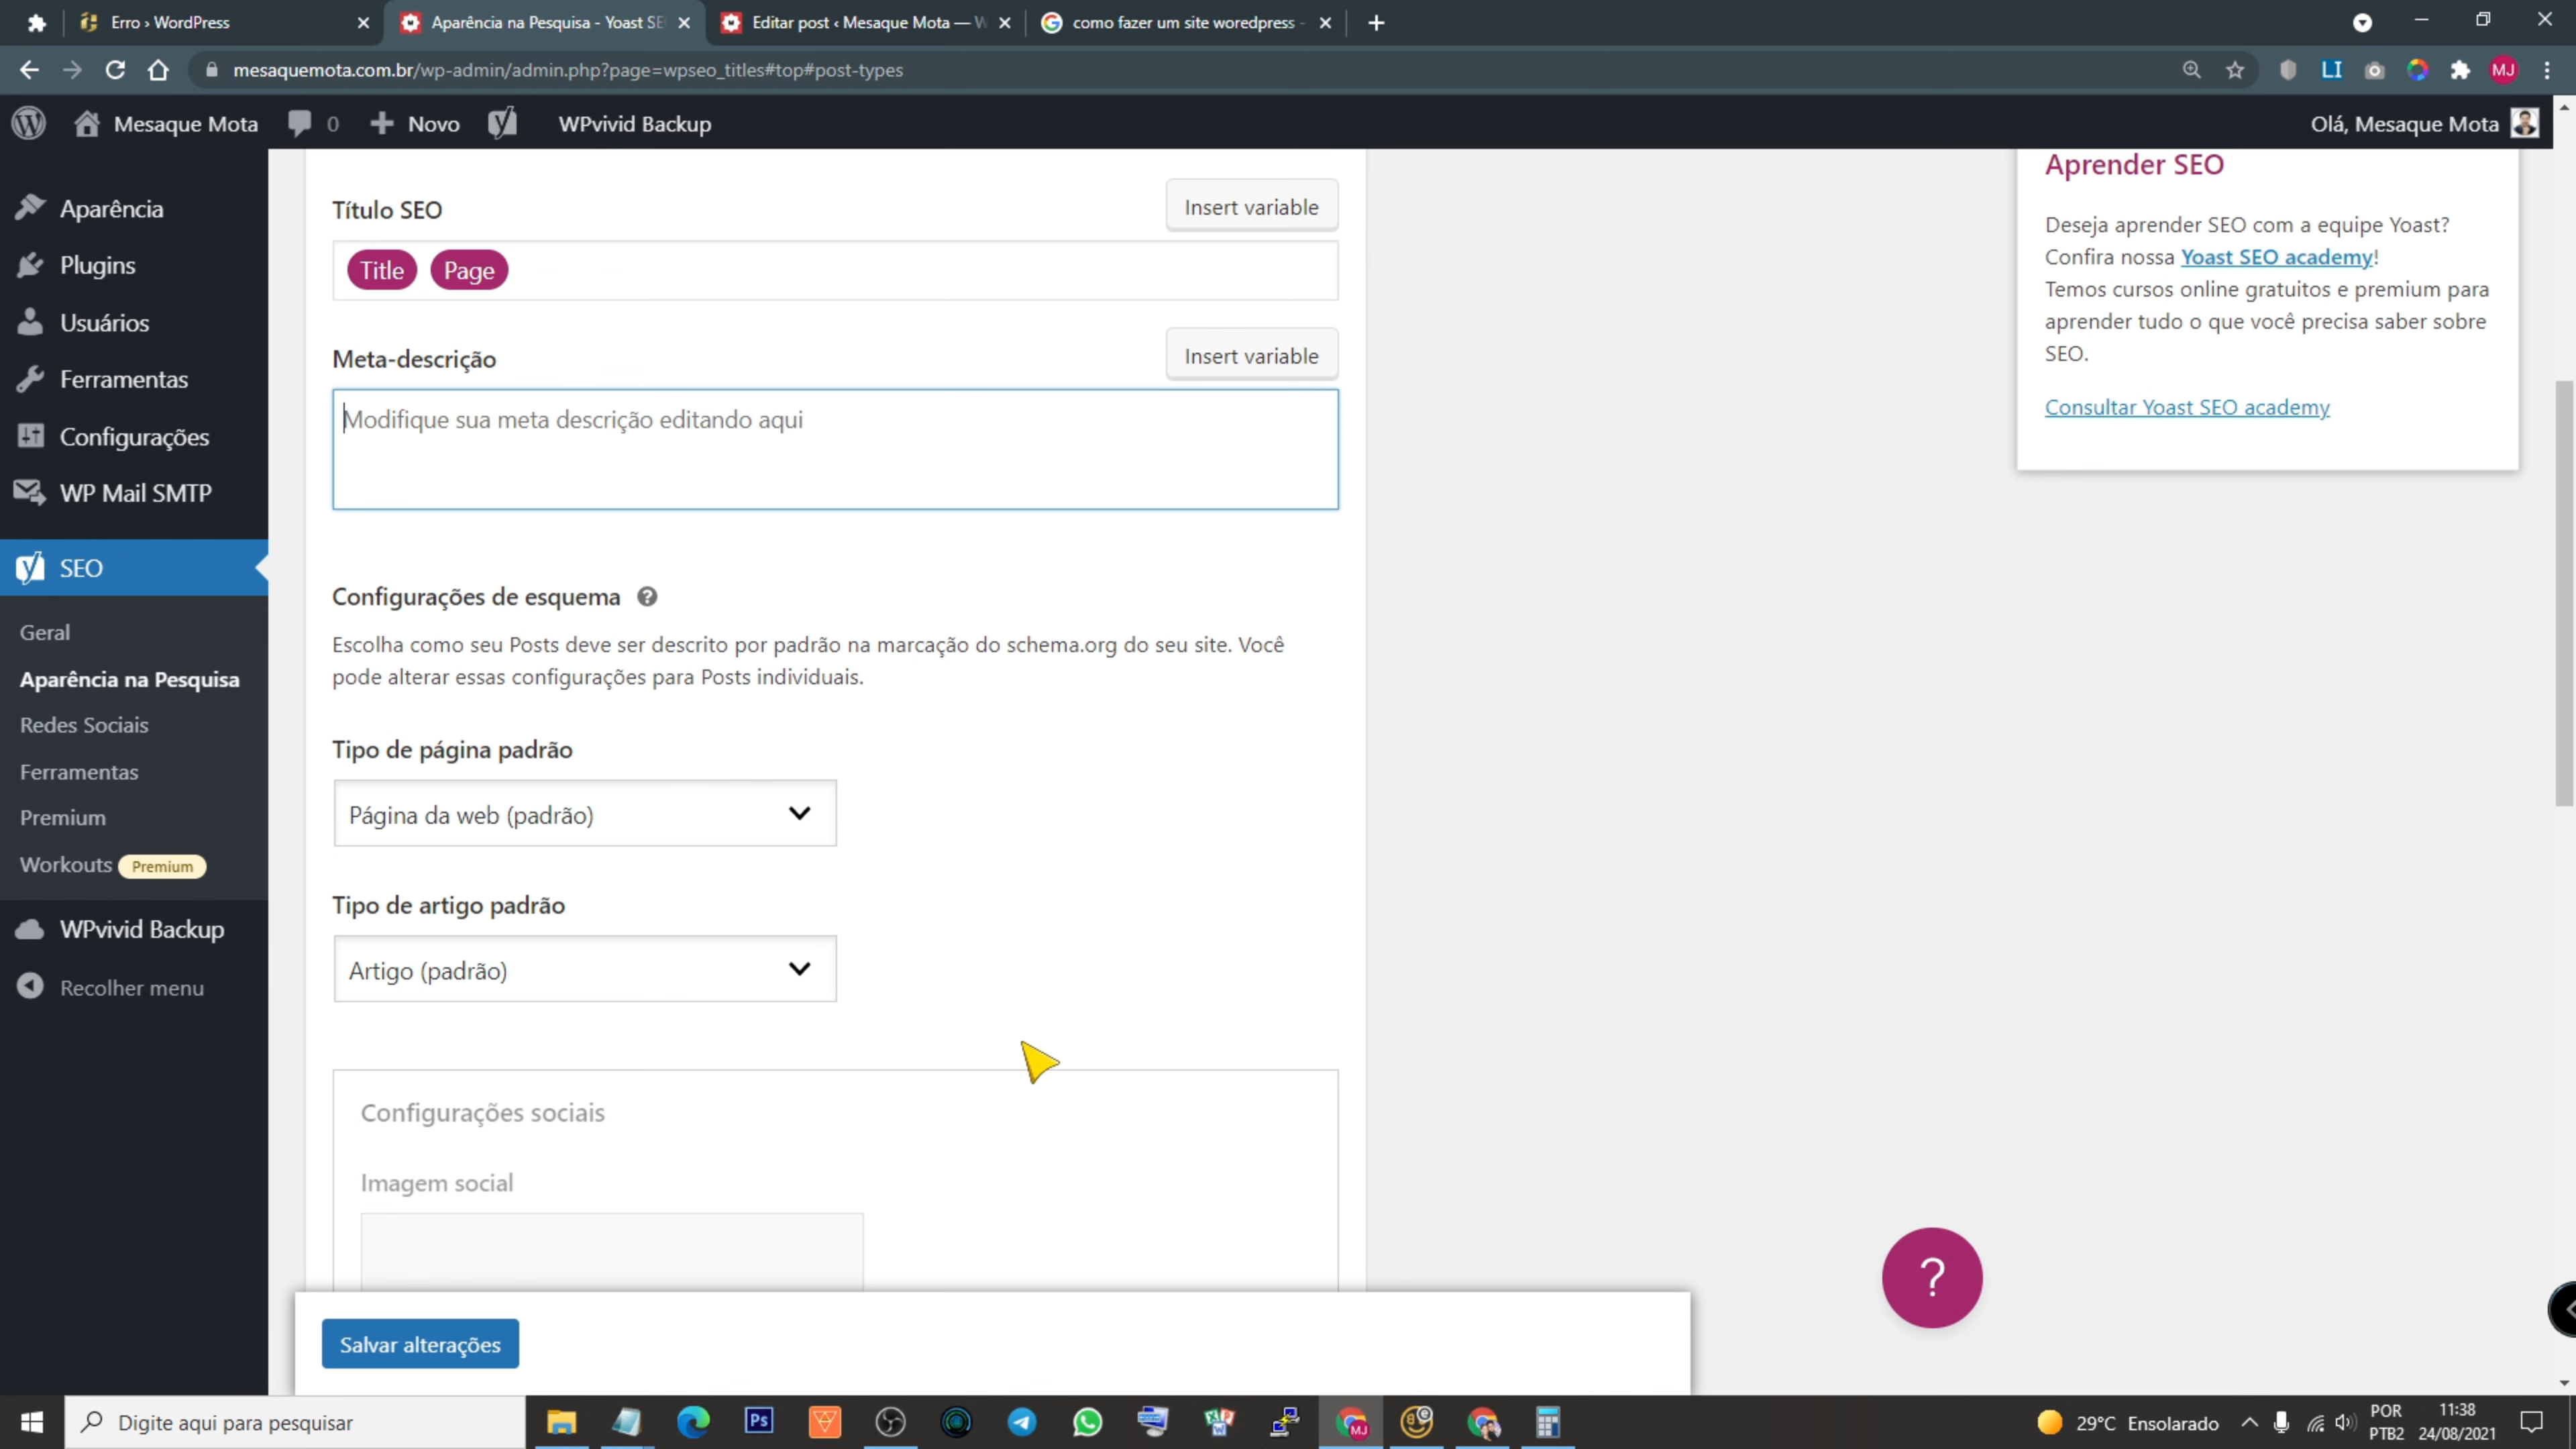 Erro › WordPress
Aparência na Pesquisa - Yoast SE
Editar post ‹ Mesaque Mota — W
como fazer um site woredpress -
mesaquemota.com.br/wp-admin/admin.php?page=wpseo_titles#top#post-types
LI
MJ
Mesaque Mota
0
Novo
WPvivid Backup
Olá, Mesaque Mota
Aparência
Plugins
Usuários
Ferramentas
Configurações
WP Mail SMTP
SEO
Geral
Aparência na Pesquisa
Redes Sociais
Ferramentas
Premium
Workouts Premium
WPvivid Backup
Recolher menu
Título SEO
Insert variable
Title Page
Meta-descrição
Insert variable
Modifique sua meta descrição editando aqui
Configurações de esquema ?
Escolha como seu Posts deve ser descrito por padrão na marcação do schema.org do seu site. Você
pode alterar essas configurações para Posts individuais.
Tipo de página padrão
Página da web (padrão)
Tipo de artigo padrão
Artigo (padrão)
Configurações sociais
Imagem social
Salvar alterações
Aprender SEO
Deseja aprender SEO com a equipe Yoast?
Confira nossa Yoast SEO academy!
Temos cursos online gratuitos e premium para
aprender tudo o que você precisa saber sobre
SEO.
Consultar Yoast SEO academy
?
Digite aqui para pesquisar
Ps
MJ
29°C Ensolarado
POR
PTB2
11:38
24/08/2021